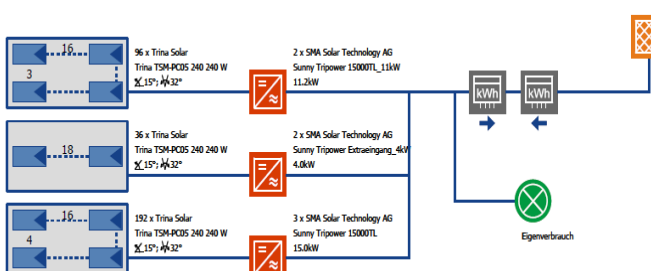 16
3
96 x Trina Solar
Trina TSM-PC05 240 240 W
15°; 32°
2 x SMA Solar Technology AG
Sunny Tripower 15000TL_11kW
11.2kW
kWh
kWh
18
36 x Trina Solar
Trina TSM-PC05 240 240 W
15°; 32°
2 x SMA Solar Technology AG
Sunny Tripower Extraeingang_4kW
4.0kW
16
4
192 x Trina Solar
Trina TSM-PC05 240 240 W
15°; 32°
3 x SMA Solar Technology AG
Sunny Tripower 15000TL
15.0kW
Eigenverbrauch